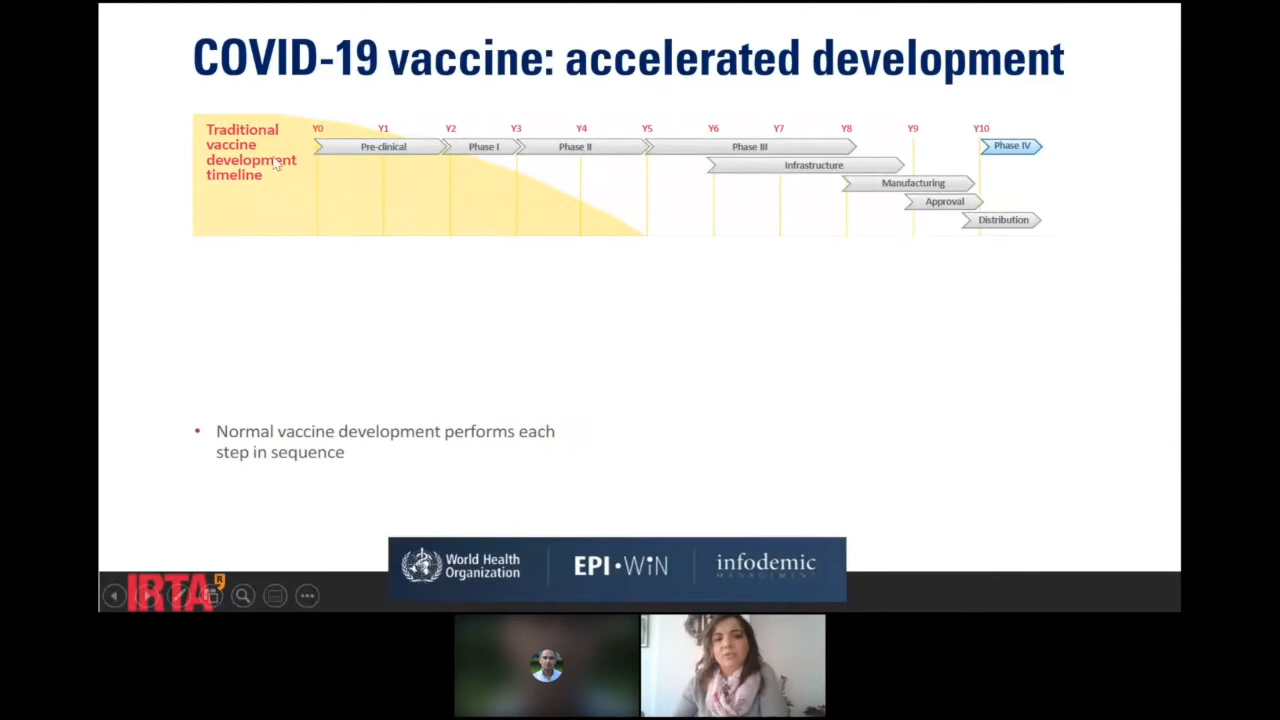 COVID-19 vaccine: accelerated development
Traditional
vaccine
development
timeline
Y0 Y1 Y2 Y3 Y4 Y5 Y6 Y7 Y8 Y9 Y10
Pre-clinical Phase I Phase II Phase III Phase IV
Infrastructure
Manufacturing
Approval
Distribution
• Normal vaccine development performs each
step in sequence
World Health
Organization
EPI•WiN
infodemic
MANAGEMENT
IRTA R